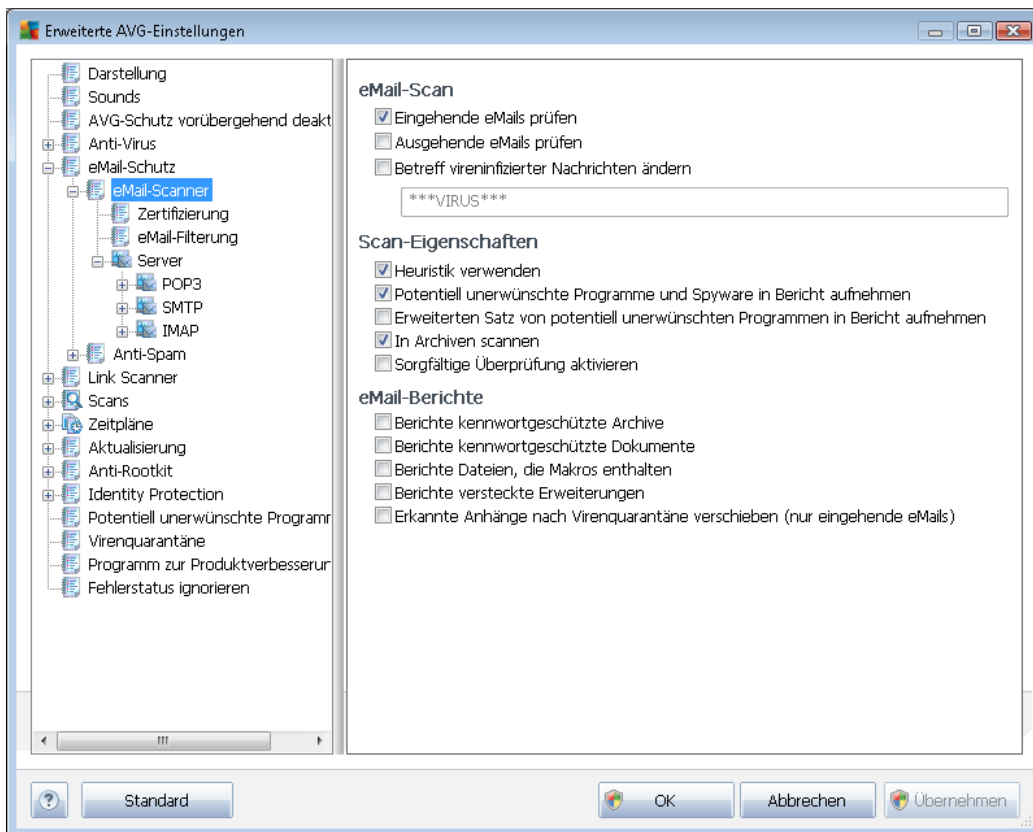 Erweiterte AVG-Einstellungen
Darstellung
Sounds
AVG-Schutz vorübergehend deakt
Anti-Virus
eMail-Schutz
eMail-Scanner
Zertifizierung
eMail-Filterung
Server
POP3
SMTP
IMAP
Anti-Spam
Link Scanner
Scans
Zeitpläne
Aktualisierung
Anti-Rootkit
Identity Protection
Potentiell unerwünschte Programr
Virenquarantäne
Programm zur Produktverbesserur
Fehlerstatus ignorieren
eMail-Scan
Eingehende eMails prüfen
Ausgehende eMails prüfen
Betreff vireninfizierter Nachrichten ändern
***VIRUS***
Scan-Eigenschaften
Heuristik verwenden
Potentiell unerwünschte Programme und Spyware in Bericht aufnehmen
Erweiterten Satz von potentiell unerwünschten Programmen in Bericht aufnehmen
In Archiven scannen
Sorgfältige Überprüfung aktivieren
eMail-Berichte
Berichte kennwortgeschützte Archive
Berichte kennwortgeschützte Dokumente
Berichte Dateien, die Makros enthalten
Berichte versteckte Erweiterungen
Erkannte Anhänge nach Virenquarantäne verschieben (nur eingehende eMails)
? Standard OK Abbrechen Übernehmen